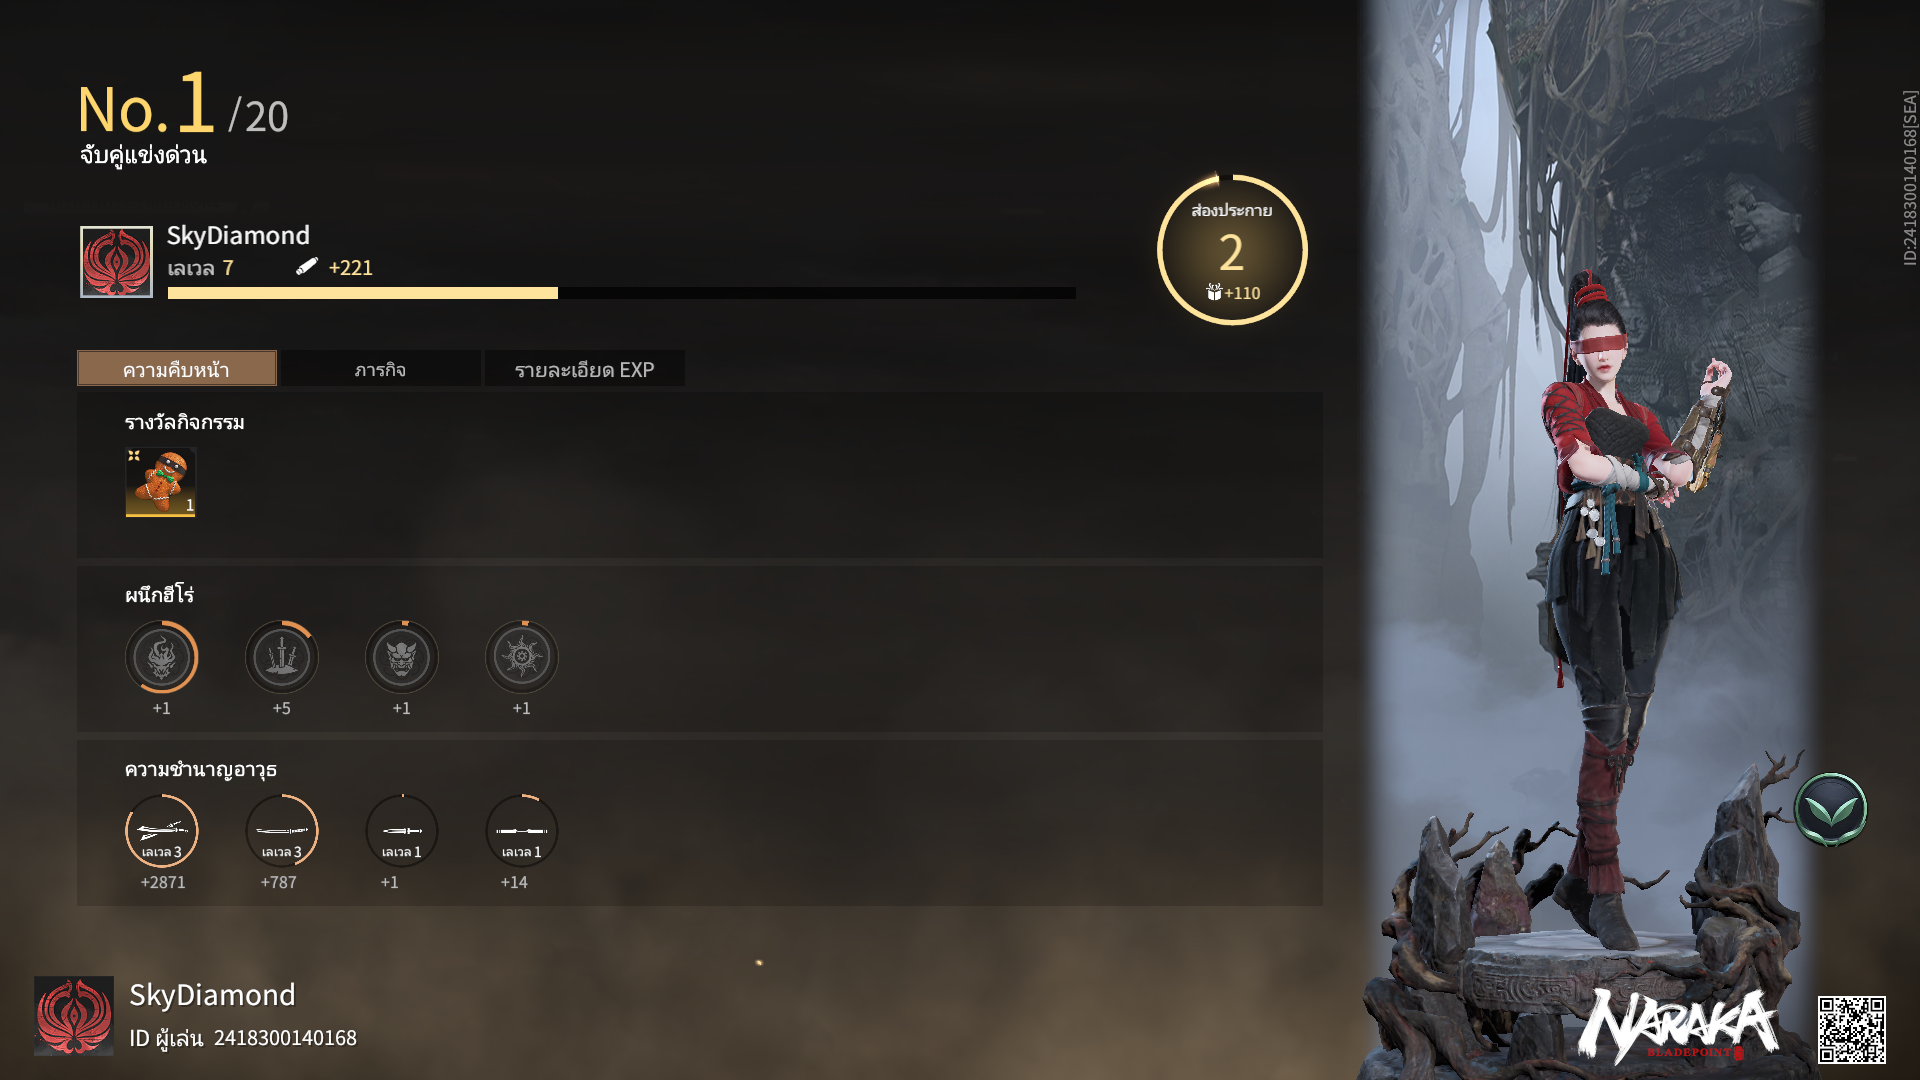 No.1/20
จับคู่แข่งด่วน
SkyDiamond
เลเวล 7 +221
ส่องประกาย
2
+110
ความคืบหน้า ภารกิจ รายละเอียด EXP
รางวัลกิจกรรม
1
ผนึกฮีโร่
+1 +5 +1 +1
ความชำนาญอาวุธ
เลเวล 3 เลเวล 3 เลเวล 1 เลเวล 1
+2871 +787 +1 +14
SkyDiamond
ID ผู้เล่น 2418300140168
NARAKA
BLADEPOINT
ID:2418300140168[SEA]